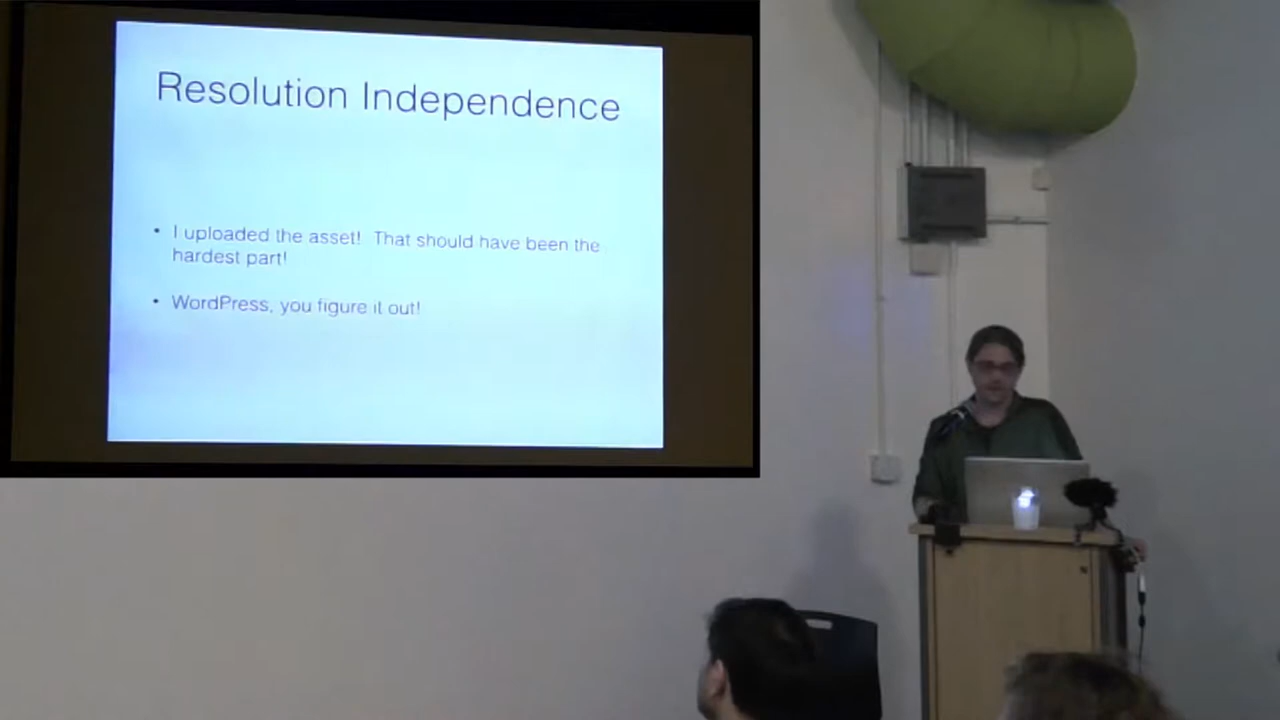 Resolution Independence
• I uploaded the asset! That should have been the
hardest part!
• WordPress, you figure it out!